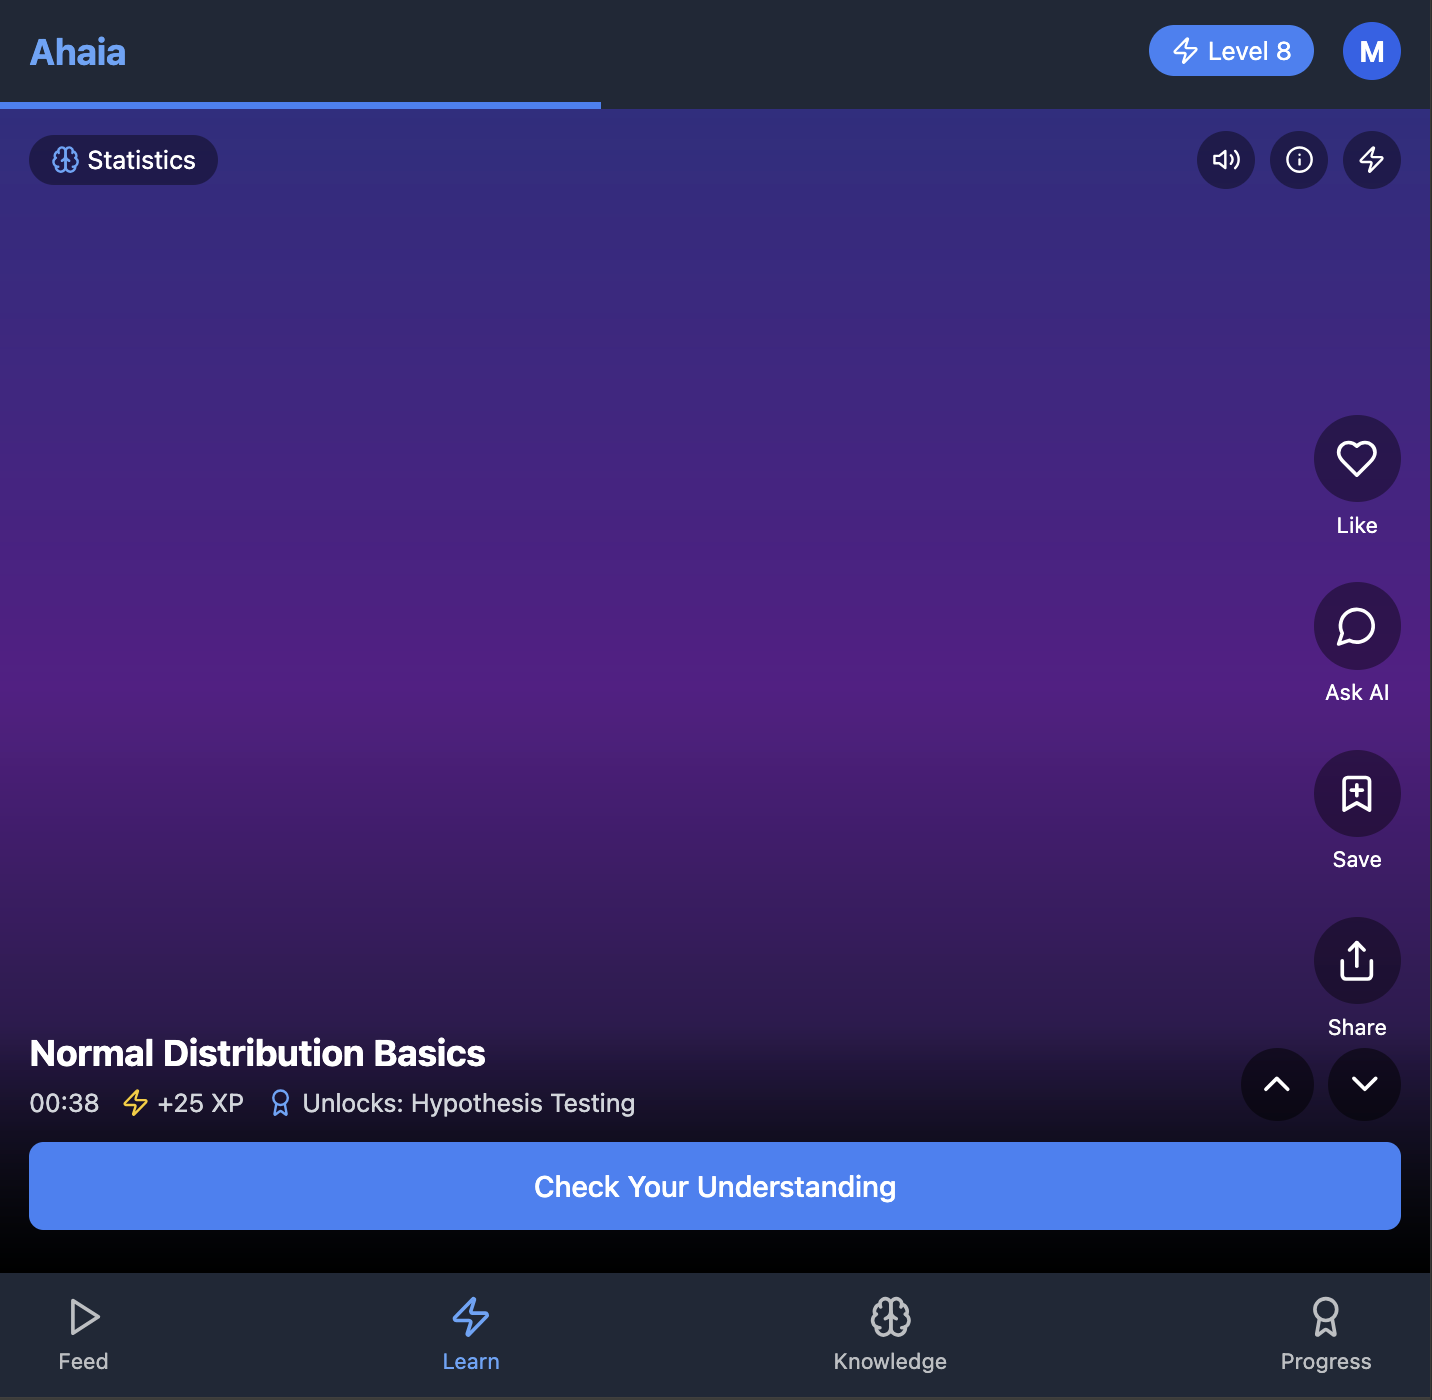 Ahaia
Level 8
M
Statistics
Like
Ask AI
Save
Share
Normal Distribution Basics
00:38 +25 XP Unlocks: Hypothesis Testing
Check Your Understanding
Feed
Learn
Knowledge
Progress